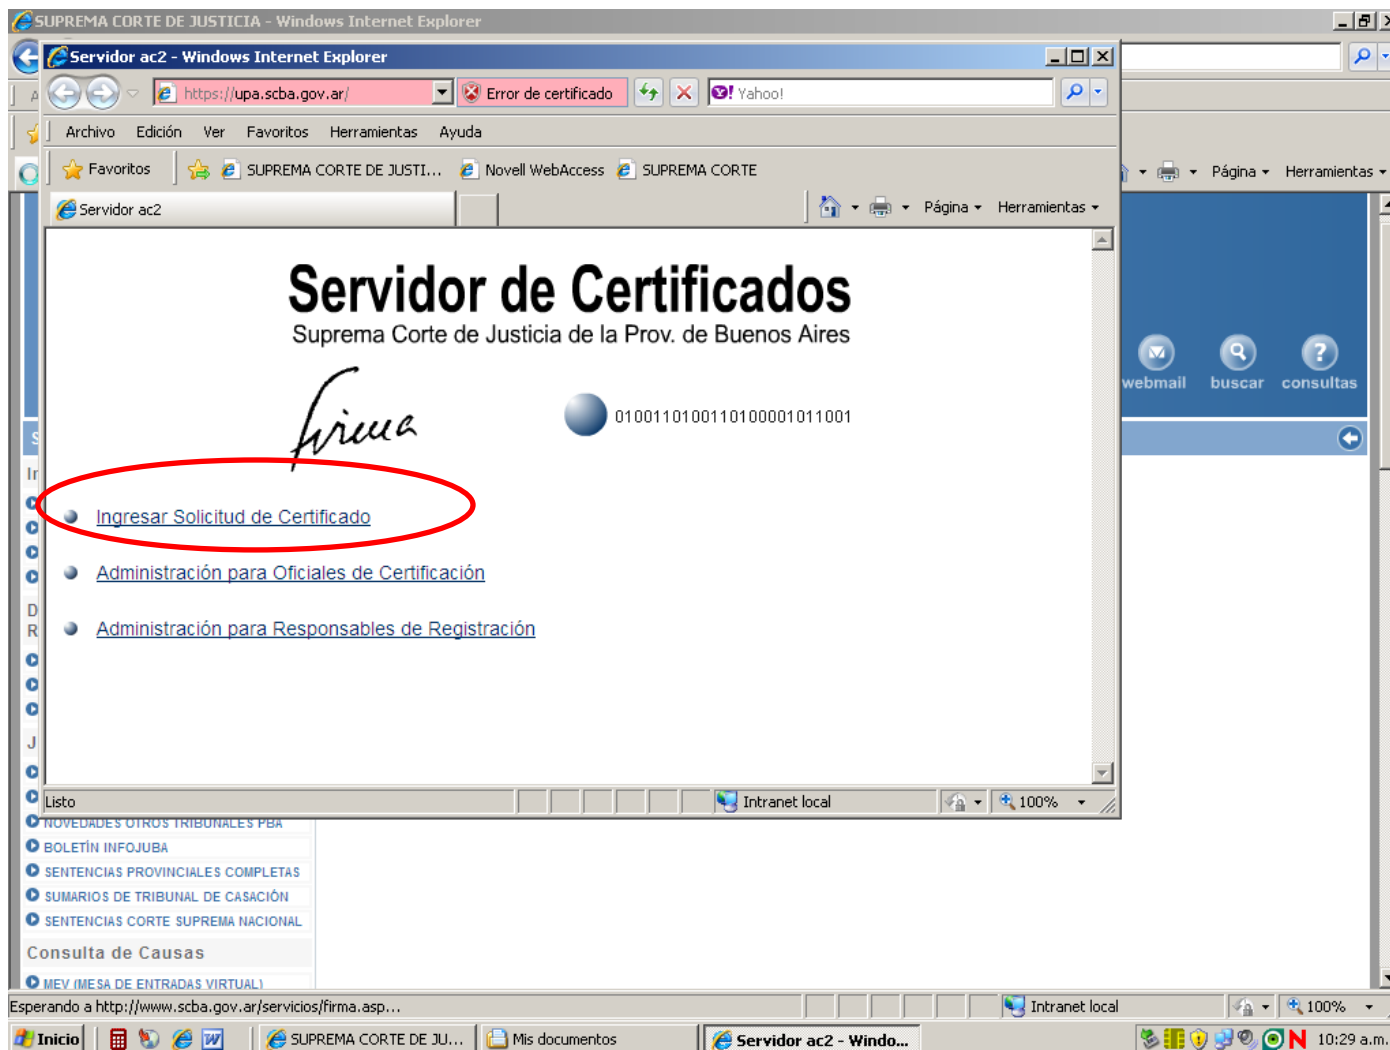 SUPREMA CORTE DE JUSTICIA - Windows Internet Explorer
Servidor ac2 - Windows Internet Explorer
https://upa.scba.gov.ar/
Error de certificado
Yahoo!
Archivo Edición Ver Favoritos Herramientas Ayuda
Favoritos
SUPREMA CORTE DE JUSTI...
Novell WebAccess
SUPREMA CORTE
Página Herramientas
Servidor ac2
Página Herramientas
Servidor de Certificados
Suprema Corte de Justicia de la Prov. de Buenos Aires
firma
010011010011010001011001
webmail buscar consultas
Ingresar Solicitud de Certificado
Administración para Oficiales de Certificación
Administración para Responsables de Registración
Listo
Intranet local
100%
NOVEDADES OTROS TRIBUNALES PBA
BOLETÍN INFOJUBA
SENTENCIAS PROVINCIALES COMPLETAS
SUMARIOS DE TRIBUNAL DE CASACIÓN
SENTENCIAS CORTE SUPREMA NACIONAL
Consulta de Causas
MEV (MESA DE ENTRADAS VIRTUAL)
Esperando a http://www.scba.gov.ar/servicios/firma.asp...
Intranet local
100%
Inicio
SUPREMA CORTE DE JU...
Mis documentos
Servidor ac2 - Windo...
10:29 a.m.